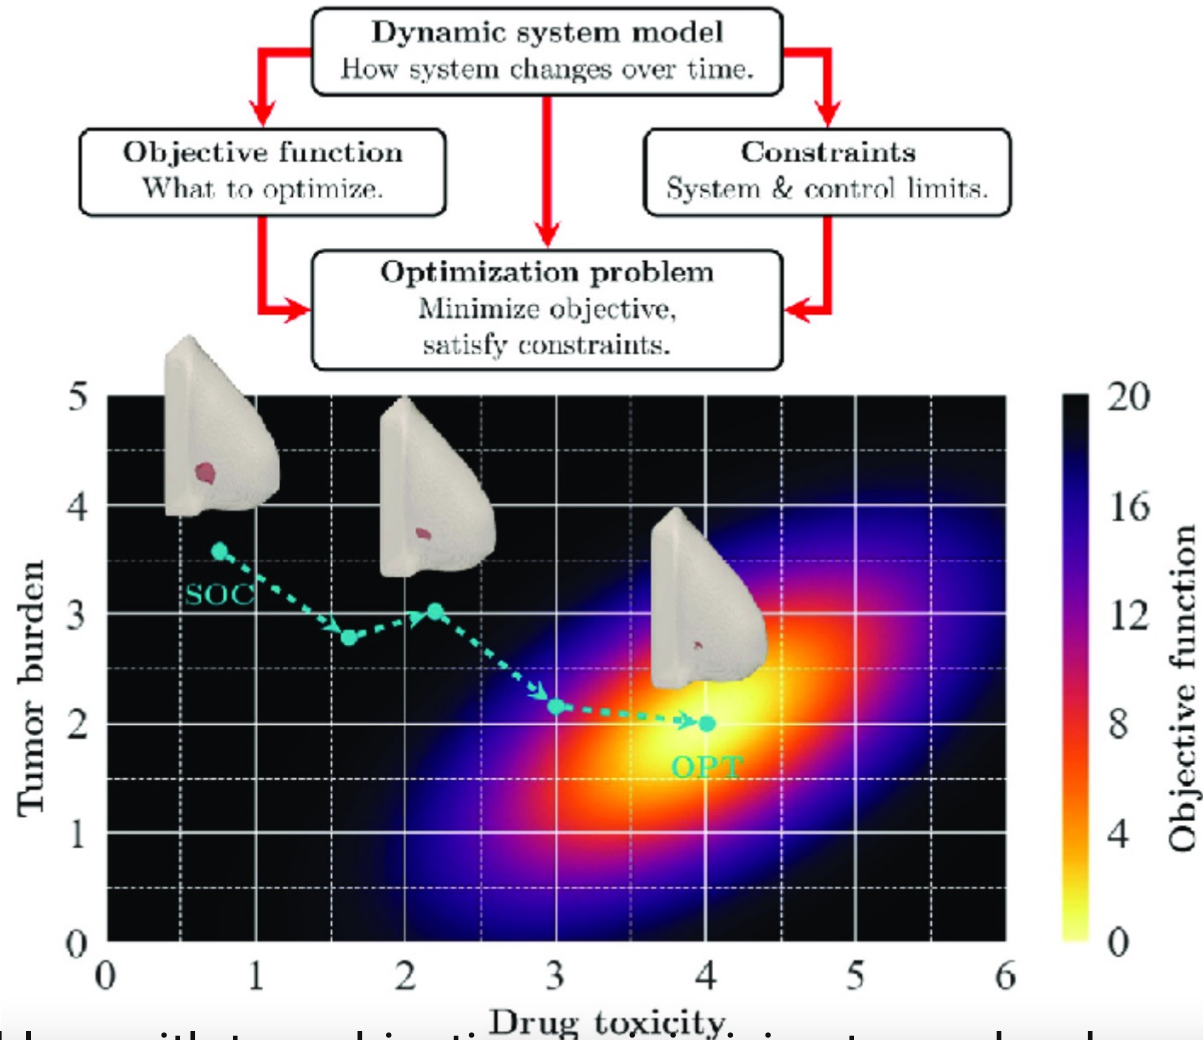 Dynamic system model
How system changes over time.
Objective function
What to optimize.
Constraints
System & control limits.
Optimization problem
Minimize objective,
satisfy constraints.
5
4
3
2
1
0
Tumor burden
SOC
OPT
0 1 2 3 4 5 6
Drug toxicity
20
16
12
8
4
0
Objective function